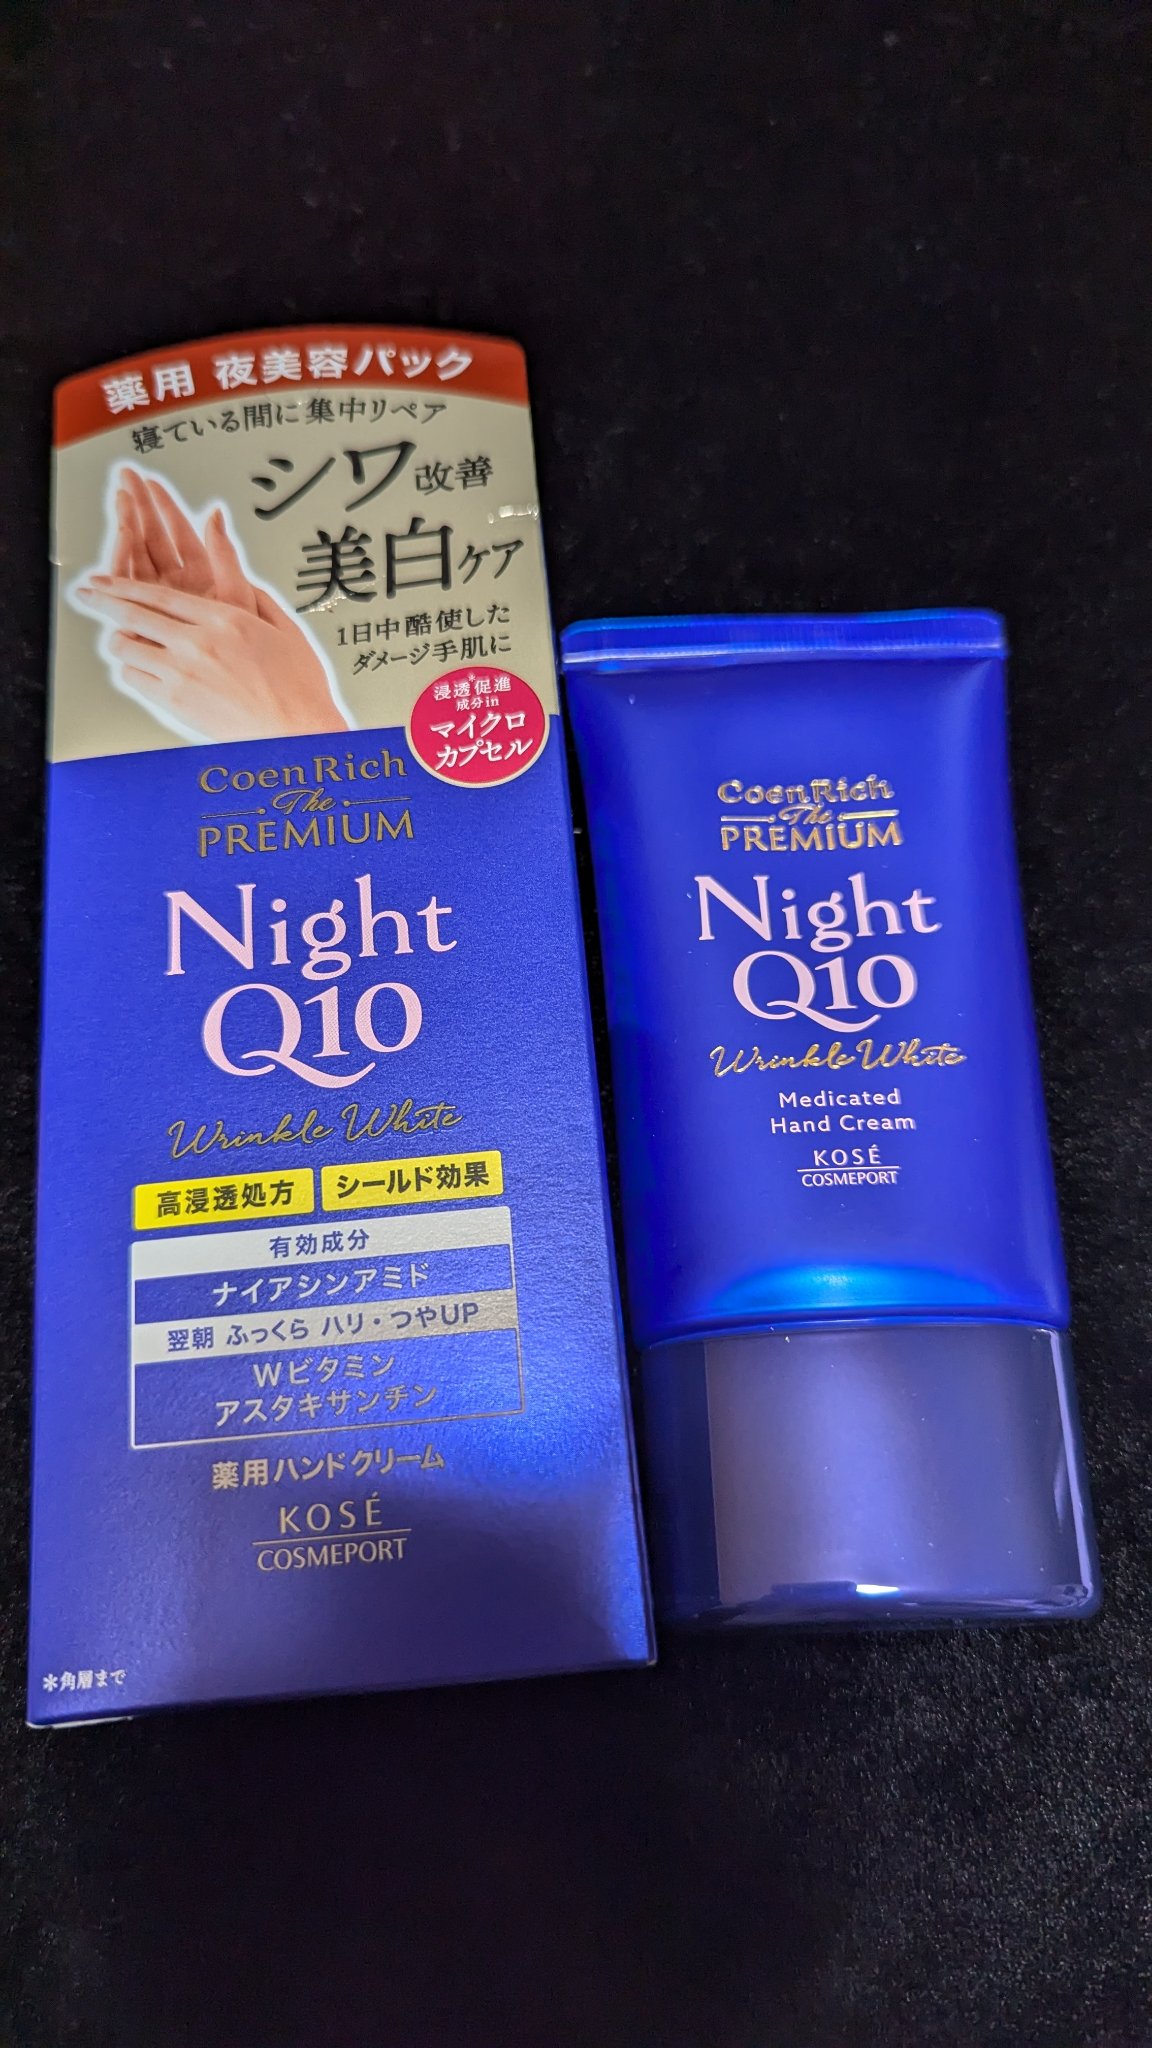 薬用 夜美容パック
寝ている間に集中リペア
シワ改善
美白ケア
1日中酷使した
ダメージ手肌に
浸透*促進
成分in
マイクロ
カプセル
CoenRich
The
PREMIUM
Night
Q10
Wrinkle White
高浸透処方
シールド効果
有効成分
ナイアシンアミド
翌朝 ふっくら ハリ・つやUP
Wビタミン
アスタキサンチン
薬用ハンドクリーム
KOSÉ
COSMEPORT
*角層まで
CoenRich
The
PREMIUM
Night
Q10
Wrinkle White
Medicated
Hand Cream
KOSÉ
COSMEPORT